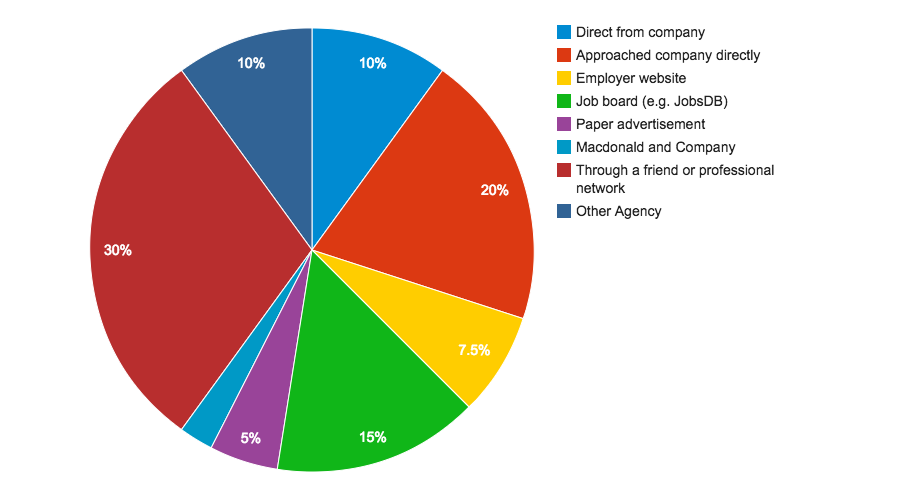 10%
10%
20%
30%
7.5%
5%
15%
Direct from company
Approached company directly
Employer website
Job board (e.g. JobsDB)
Paper advertisement
Macdonald and Company
Through a friend or professional
network
Other Agency